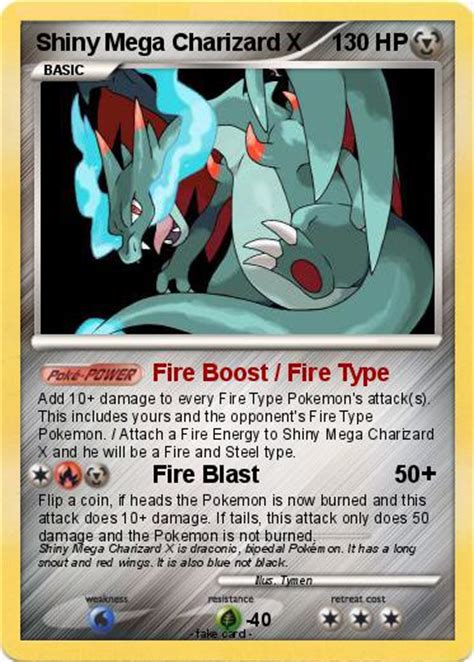 Shiny Mega Charizard X 130 HP
BASIC
Poké-POWER Fire Boost / Fire Type
Add 10+ damage to every Fire Type Pokemon's attack(s).
This includes yours and the opponent's Fire Type
Pokemon. / Attach a Fire Energy to Shiny Mega Charizard
X and he will be a Fire and Steel type.
Fire Blast 50+
Flip a coin, if heads the Pokemon is now burned and this
attack does 10+ damage. If tails, this attack only does 50
damage and the Pokemon is not burned,
Shiny Mega Charizard X is draconic, bipedal Pokémon. It has a long
snout and red wings. It is also blue not black.
Illus. Tymen
weakness resistance retreat cost
-40
- fake card -